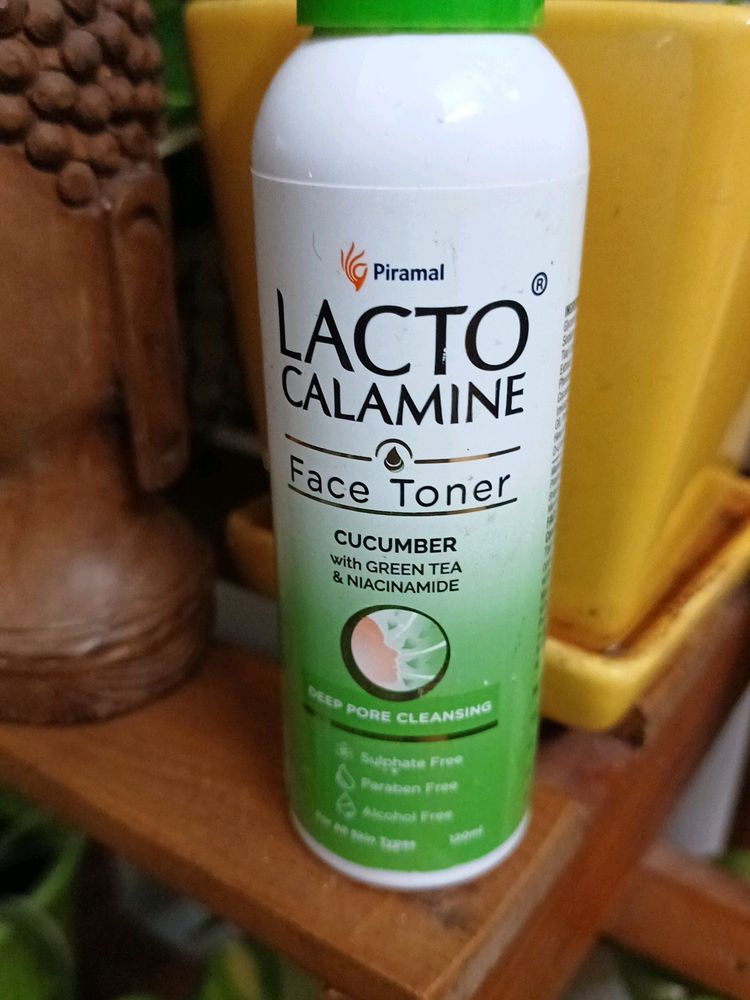 Piramal
LACTO®
CALAMINE
Face Toner
CUCUMBER
with GREEN TEA
& NIACINAMIDE
DEEP PORE CLEANSING
Sulphate Free
Paraben Free
Alcohol Free
For All Skin Types 120ml